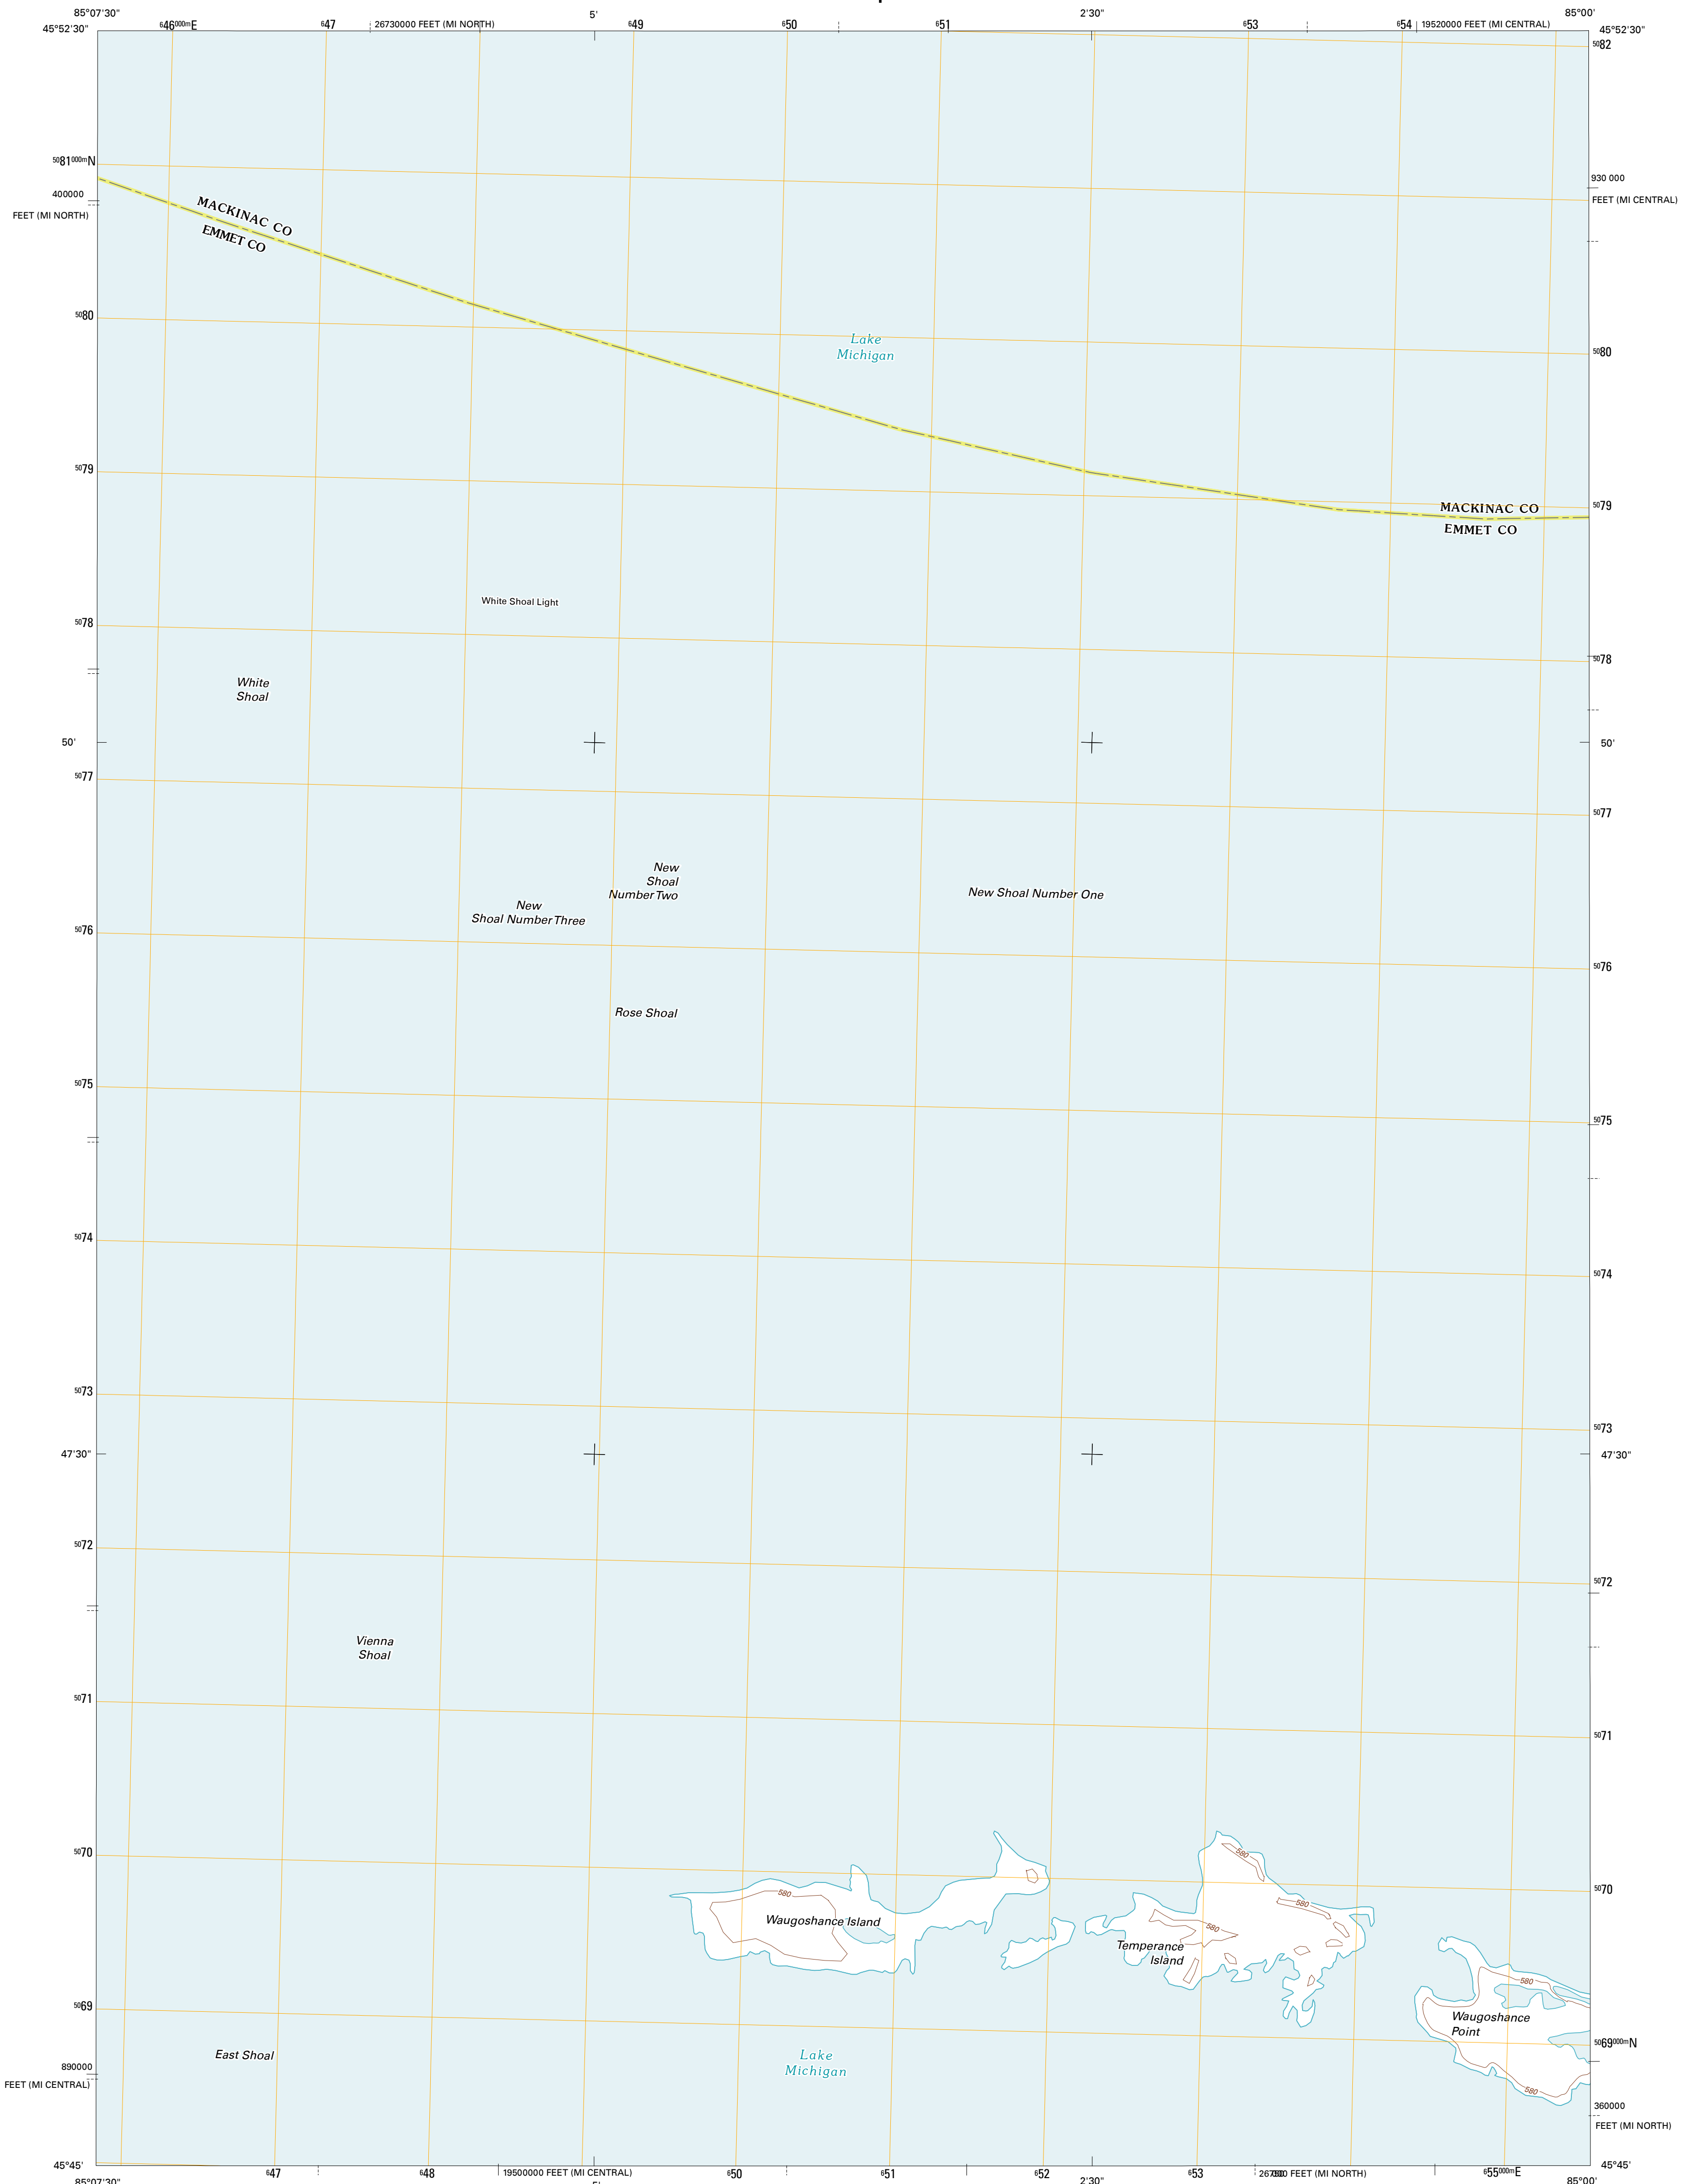 85°07'30" 646000mE 647 26730000 FEET (MI NORTH) 5' 649 650 651 2'30" 653 654 19520000 FEET (MI CENTRAL) 85°00'
45°52'30" 45°52'30"
5082
5081000mN
930 000
FEET (MI CENTRAL)
400000
FEET (MI NORTH)
MACKINAC CO
EMMET CO
5080
Lake
Michigan
5080
5079
5079
MACKINAC CO
EMMET CO
White Shoal Light
5078
5078
White
Shoal
50' 50'
5077
5077
New
Shoal
Number Two
New Shoal Number One
New
Shoal Number Three
5076
5076
Rose Shoal
5075
5075
5074
5074
5073
5073
47'30" 47'30"
5072
5072
Vienna
Shoal
5071
5071
5070
5070
580
580
580
580
Waugoshance Island
Temperance
Island
580
5069
Waugoshance
Point
5069000mN
East Shoal
Lake
Michigan
890000
FEET (MI CENTRAL)
580
360000
FEET (MI NORTH)
45°45' 45°45'
85°07'30" 647 648 19500000 FEET (MI CENTRAL) 650 651 652 2'30" 653 FEET (MI NORTH) 655000mE 85°00'